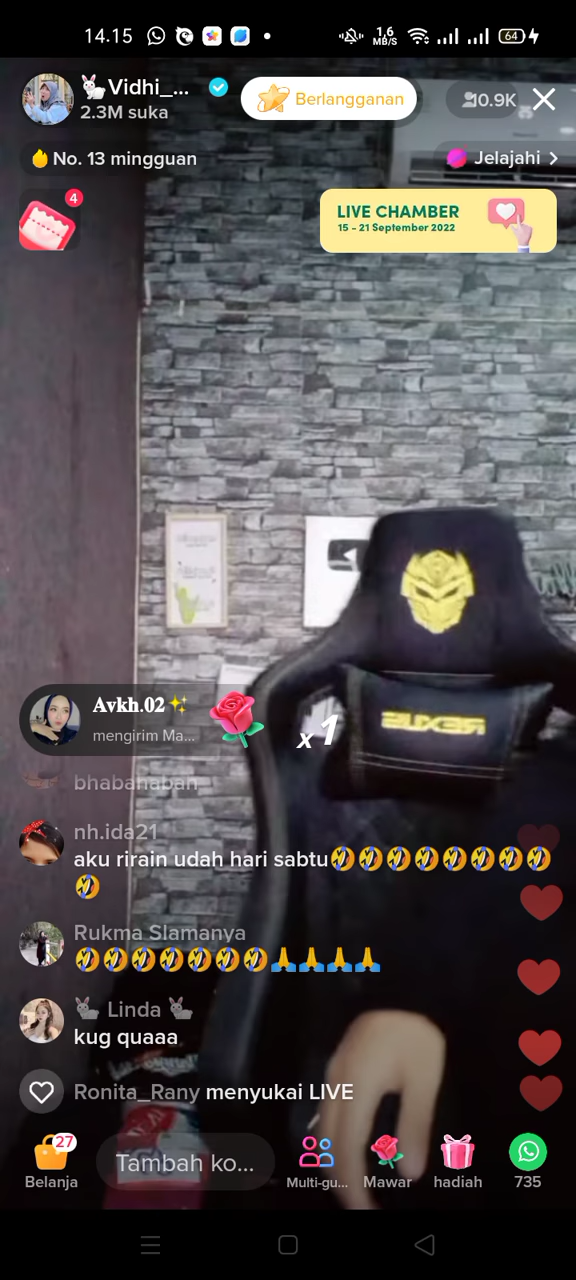 14.15
1,6
MB/S
64
Vidhi_...
2.3M suka
Berlangganan
10.9K
No. 13 mingguan
Jelajahi
4
LIVE CHAMBER
15 - 21 September 2022
Avkh.02
mengirim Ma...
x1
bhabahaban
nh.ida21
aku rirain udah hari sabtu🤣🤣🤣🤣🤣🤣🤣🤣
🤣
Rukma Slamanya
🤣🤣🤣🤣🤣🤣🤣🙏🙏🙏🙏
🐇 Linda 🐇
kug quaaa
Ronita_Rany menyukai LIVE
27
Tambah ko...
Belanja
Multi-gu...
Mawar
hadiah
735